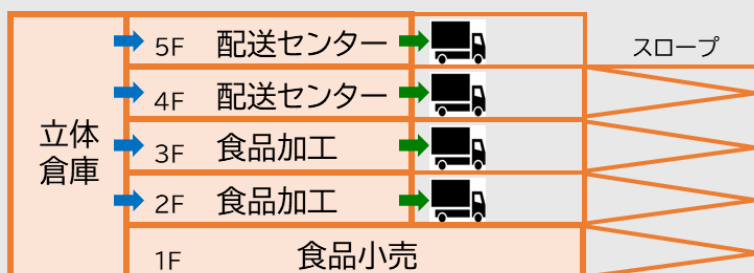 5F 配送センター
スロープ
4F 配送センター
立体
倉庫
3F 食品加工
2F 食品加工
1F 食品小売